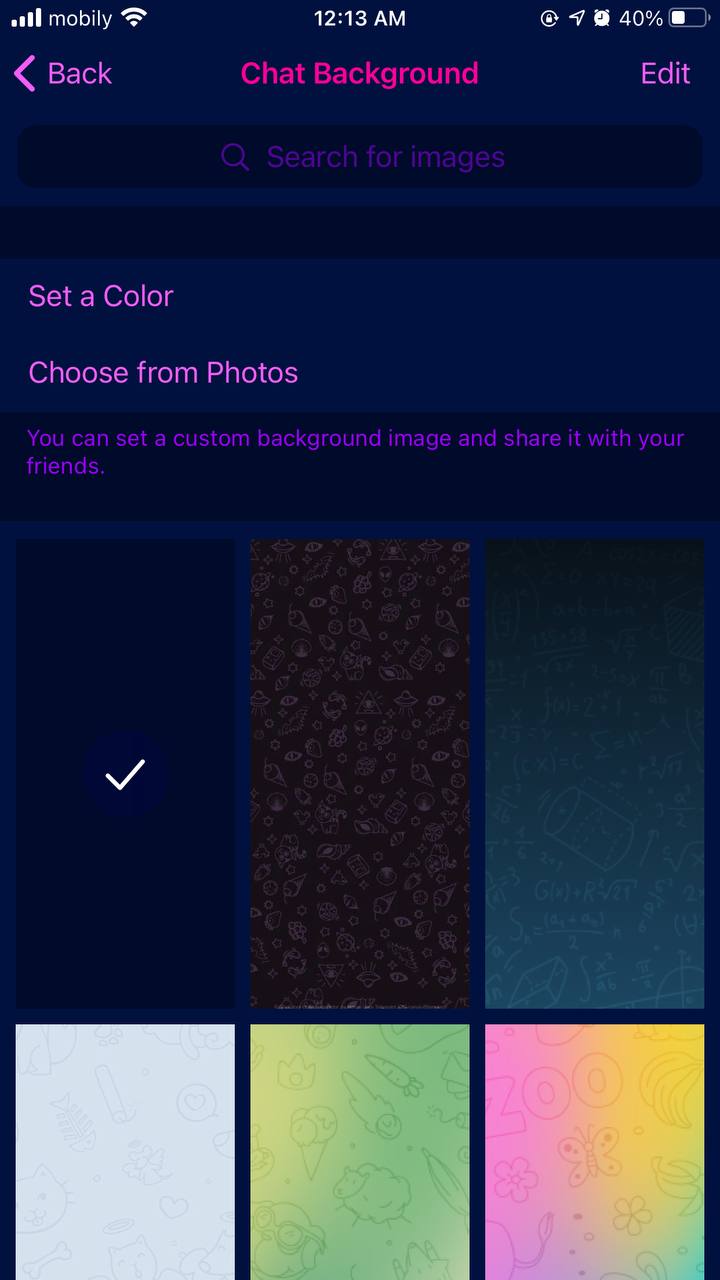 mobily 12:13 AM 40%
Back Chat Background Edit
Search for images
Set a Color
Choose from Photos
You can set a custom background image and share it with your
friends.
ZOO